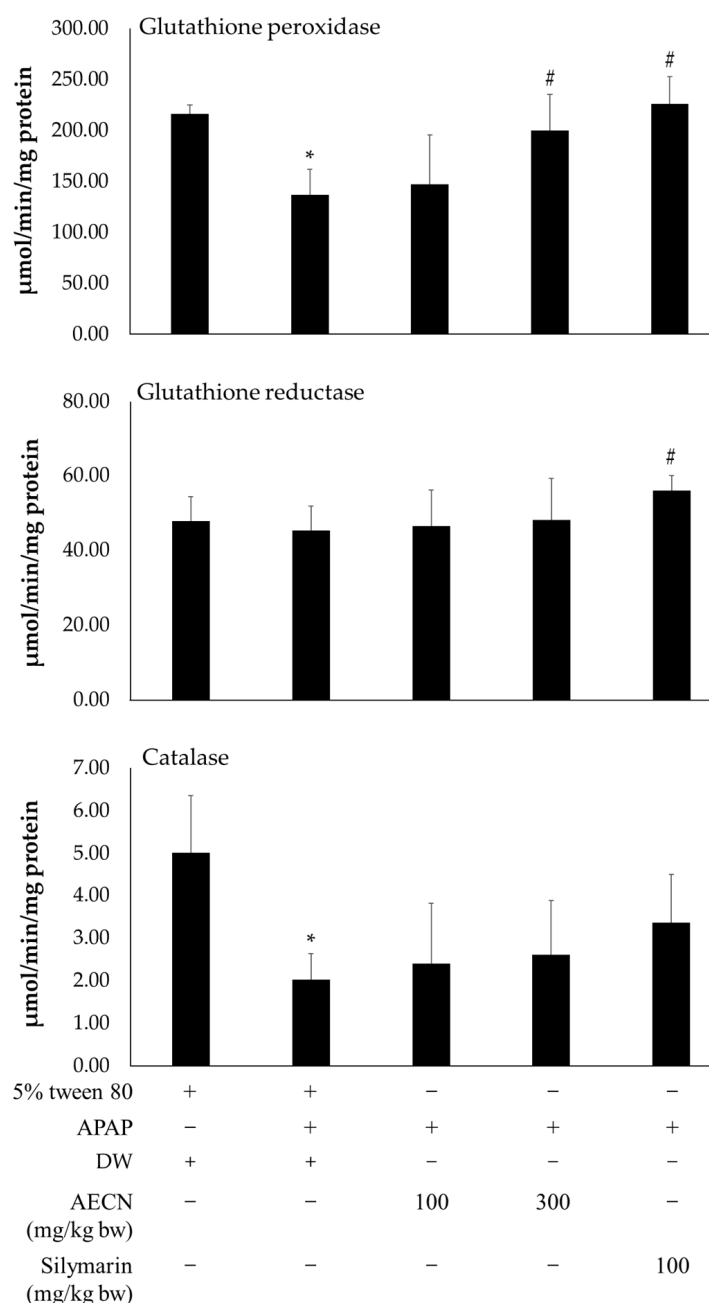 Glutathione peroxidase
300.00
250.00
200.00
150.00
100.00
50.00
0.00
μmol/min/mg protein
*
#
#
Glutathione reductase
80.00
60.00
40.00
20.00
0.00
μmol/min/mg protein
#
Catalase
7.00
6.00
5.00
4.00
3.00
2.00
1.00
0.00
μmol/min/mg protein
*
5% tween 80 + + − − −
APAP − + + + +
DW + + − − −
AECN − − 100 300 −
(mg/kg bw)
Silymarin − − − − 100
(mg/kg bw)